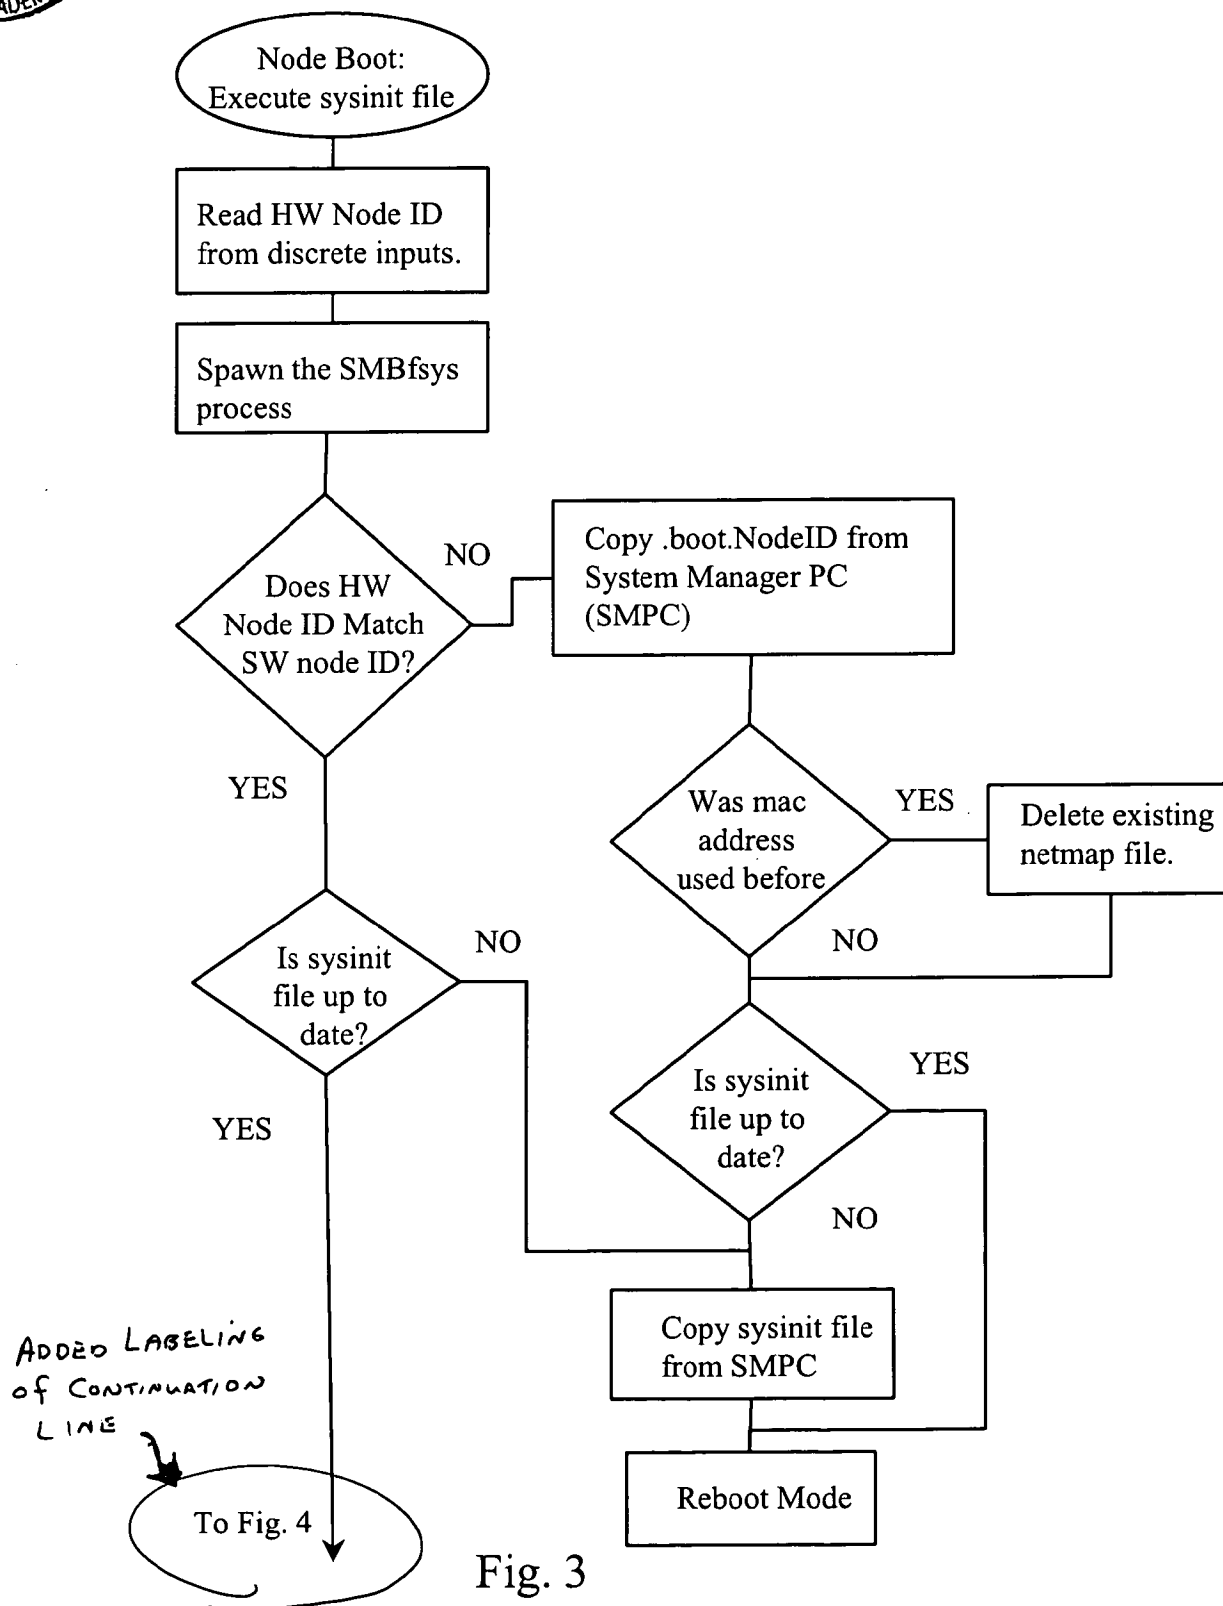 Node Boot:
Execute sysinit file
Read HW Node ID
from discrete inputs.
Spawn the SMBfsys
process
NO
Copy .boot.NodeID from
System Manager PC
(SMPC)
Does HW
Node ID Match
SW node ID?
YES
Was mac
address
used before
YES
Delete existing
netmap file.
NO
Is sysinit
file up to
date?
NO
YES
Is sysinit
file up to
date?
YES
NO
Copy sysinit file
from SMPC
ADDED LABELING
of CONTINUATION
LINE
To Fig. 4
Reboot Mode
Fig. 3